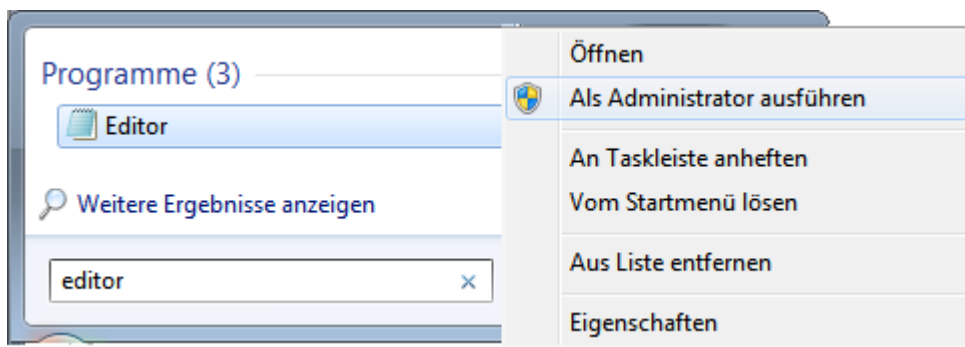 Programme (3)
Editor
Weitere Ergebnisse anzeigen
editor
Öffnen
Als Administrator ausführen
An Taskleiste anheften
Vom Startmenü lösen
Aus Liste entfernen
Eigenschaften